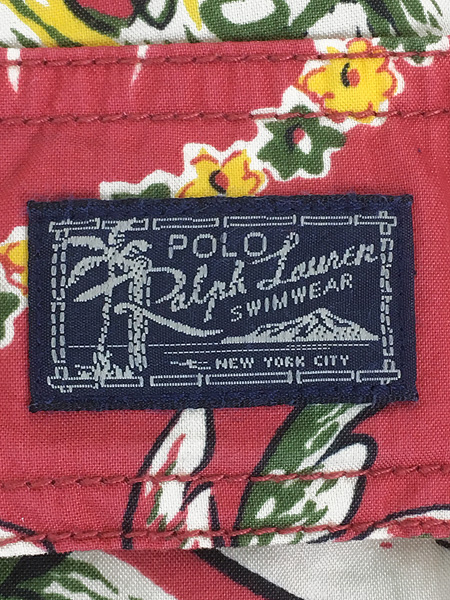 POLO
Ralph Lauren
SWIMWEAR
NEW YORK CITY